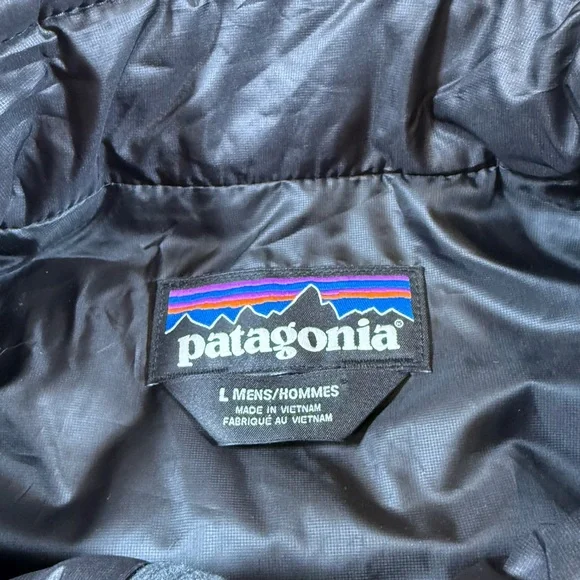 patagonia®
L MENS/HOMMES
MADE IN VIETNAM
FABRIQUÉ AU VIETNAM